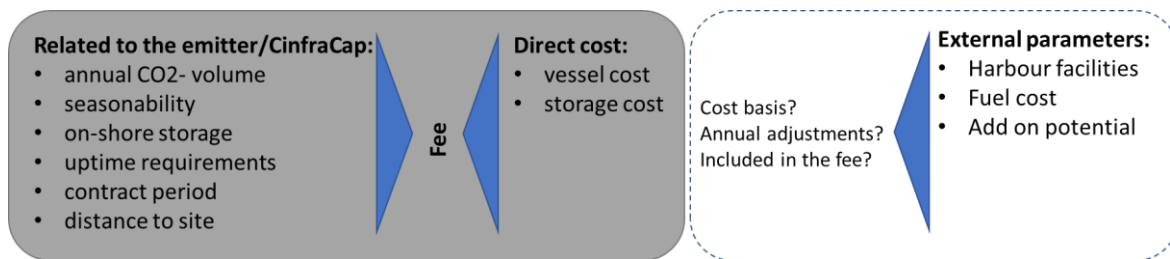 Related to the emitter/CinfraCap:
• annual CO2- volume
• seasonability
• on-shore storage
• uptime requirements
• contract period
• distance to site
Fee
Direct cost:
• vessel cost
• storage cost
Cost basis?
Annual adjustments?
Included in the fee?
External parameters:
• Harbour facilities
• Fuel cost
• Add on potential